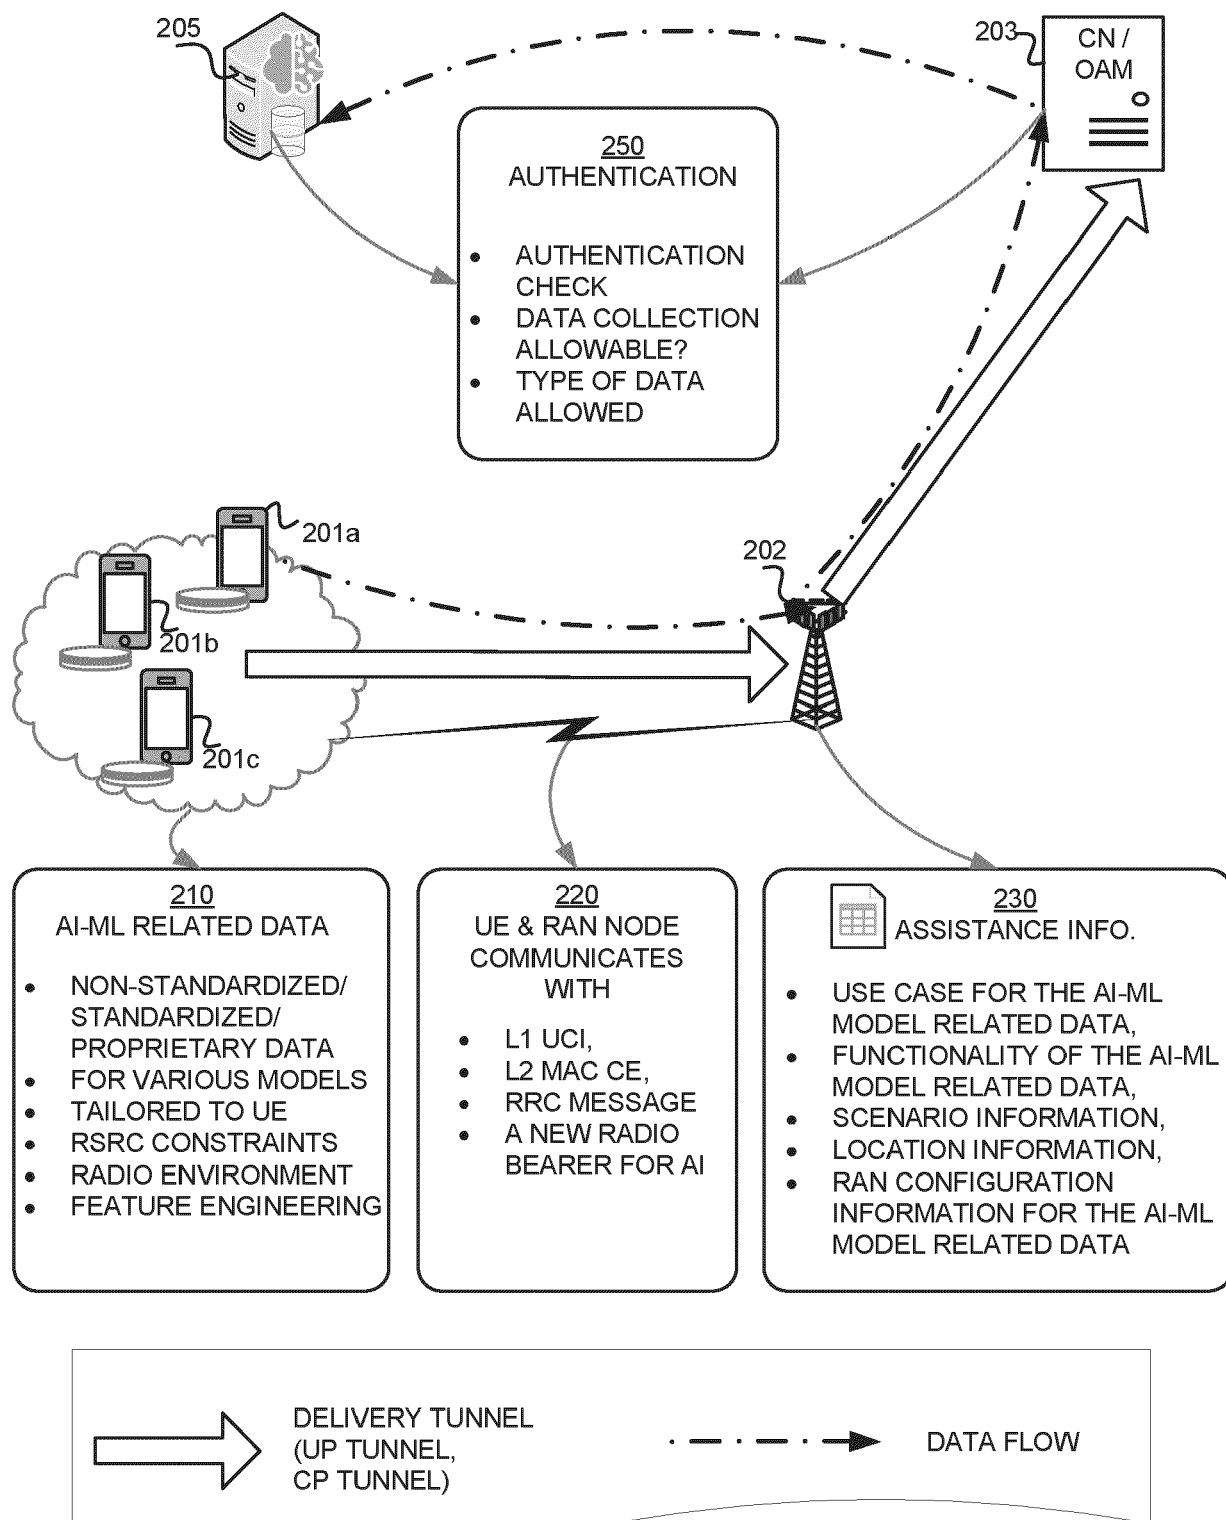 205
203
CN /
OAM
250
AUTHENTICATION
• AUTHENTICATION
CHECK
• DATA COLLECTION
ALLOWABLE?
• TYPE OF DATA
ALLOWED
201a
202
201b
201c
210
AI-ML RELATED DATA
• NON-STANDARDIZED/
STANDARDIZED/
PROPRIETARY DATA
• FOR VARIOUS MODELS
• TAILORED TO UE
• RSRC CONSTRAINTS
• RADIO ENVIRONMENT
• FEATURE ENGINEERING
220
UE & RAN NODE
COMMUNICATES
WITH
• L1 UCI,
• L2 MAC CE,
• RRC MESSAGE
• A NEW RADIO
BEARER FOR AI
230
ASSISTANCE INFO.
• USE CASE FOR THE AI-ML
MODEL RELATED DATA,
• FUNCTIONALITY OF THE AI-ML
MODEL RELATED DATA,
• SCENARIO INFORMATION,
• LOCATION INFORMATION,
• RAN CONFIGURATION
INFORMATION FOR THE AI-ML
MODEL RELATED DATA
DELIVERY TUNNEL
(UP TUNNEL,
CP TUNNEL)
DATA FLOW